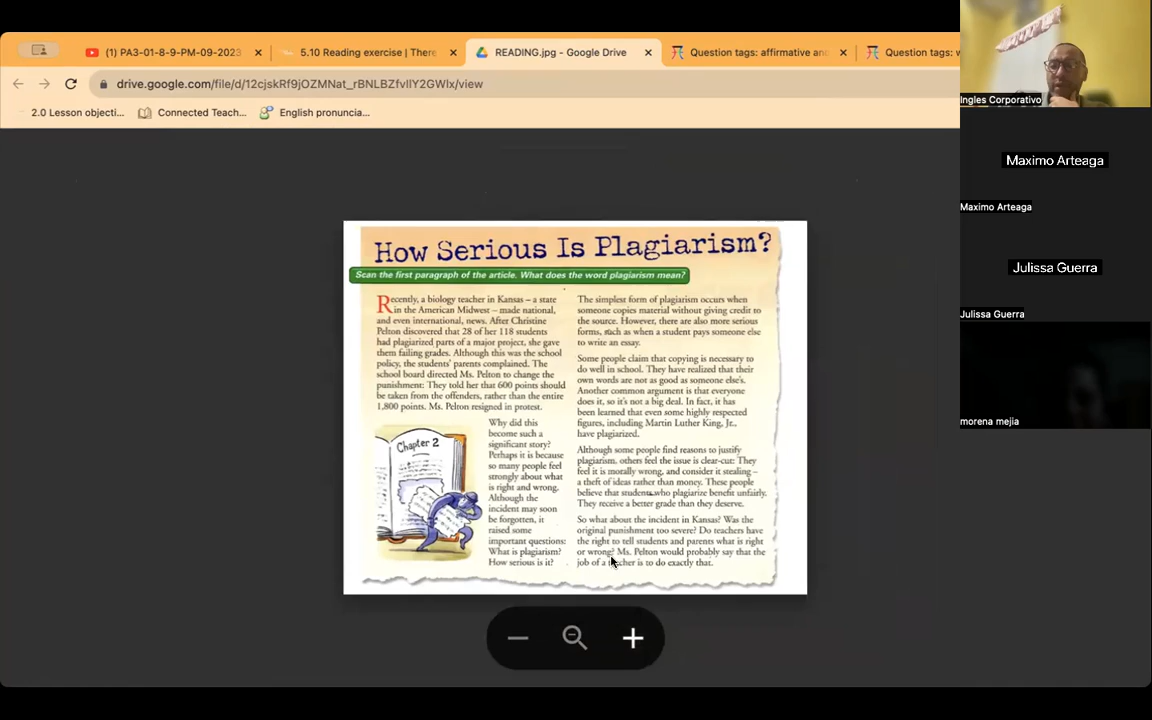 (1) PA3-01-8-9-PM-09-2023
5.10 Reading exercise | There
READING.jpg - Google Drive
Question tags: affirmative an
Question tags: w
drive.google.com/file/d/12cjskRf9jOZMNat_rBNLBZfvlIY2GWlx/view
2.0 Lesson objecti...
Connected Teach...
English pronuncia...
How Serious Is Plagiarism?
Scan the first paragraph of the article. What does the word plagiarism mean?
Recently, a biology teacher in Kansas – a state
in the American Midwest – made national,
and even international, news. After Christine
Pelton discovered that 28 of her 118 students
had plagiarized parts of a major project, she gave
them failing grades. Although this was the school
policy, the students' parents complained. The
school board directed Ms. Pelton to change the
punishment: They told her that 600 points should
be taken from the offenders, rather than the entire
1,800 points. Ms. Pelton resigned in protest.
Chapter 2
Why did this
become such a
significant story?
Perhaps it is because
so many people feel
strongly about what
is right and wrong.
Although the
incident may soon
be forgotten, it
raised some
important questions:
What is plagiarism?
How serious is it?
The simplest form of plagiarism occurs when
someone copies material without giving credit to
the source. However, there are also more serious
forms, such as when a student pays someone else
to write an essay.
Some people claim that copying is necessary to
do well in school. They have realized that their
own words are not as good as someone else's.
Another common argument is that everyone
does it, so it's not a big deal. In fact, it has
been learned that even some highly respected
figures, including Martin Luther King, Jr.,
have plagiarized.
Although some people find reasons to justify
plagiarism, others feel the issue is clear-cut: They
feel it is morally wrong, and consider it stealing –
a theft of ideas rather than money. These people
believe that students who plagiarize benefit unfairly.
They receive a better grade than they deserve.
So what about the incident in Kansas? Was the
original punishment too severe? Do teachers have
the right to tell students and parents what is right
or wrong? Ms. Pelton would probably say that the
job of a teacher is to do exactly that.
Ingles Corporativo
Maximo Arteaga
Maximo Arteaga
Julissa Guerra
Julissa Guerra
morena mejia